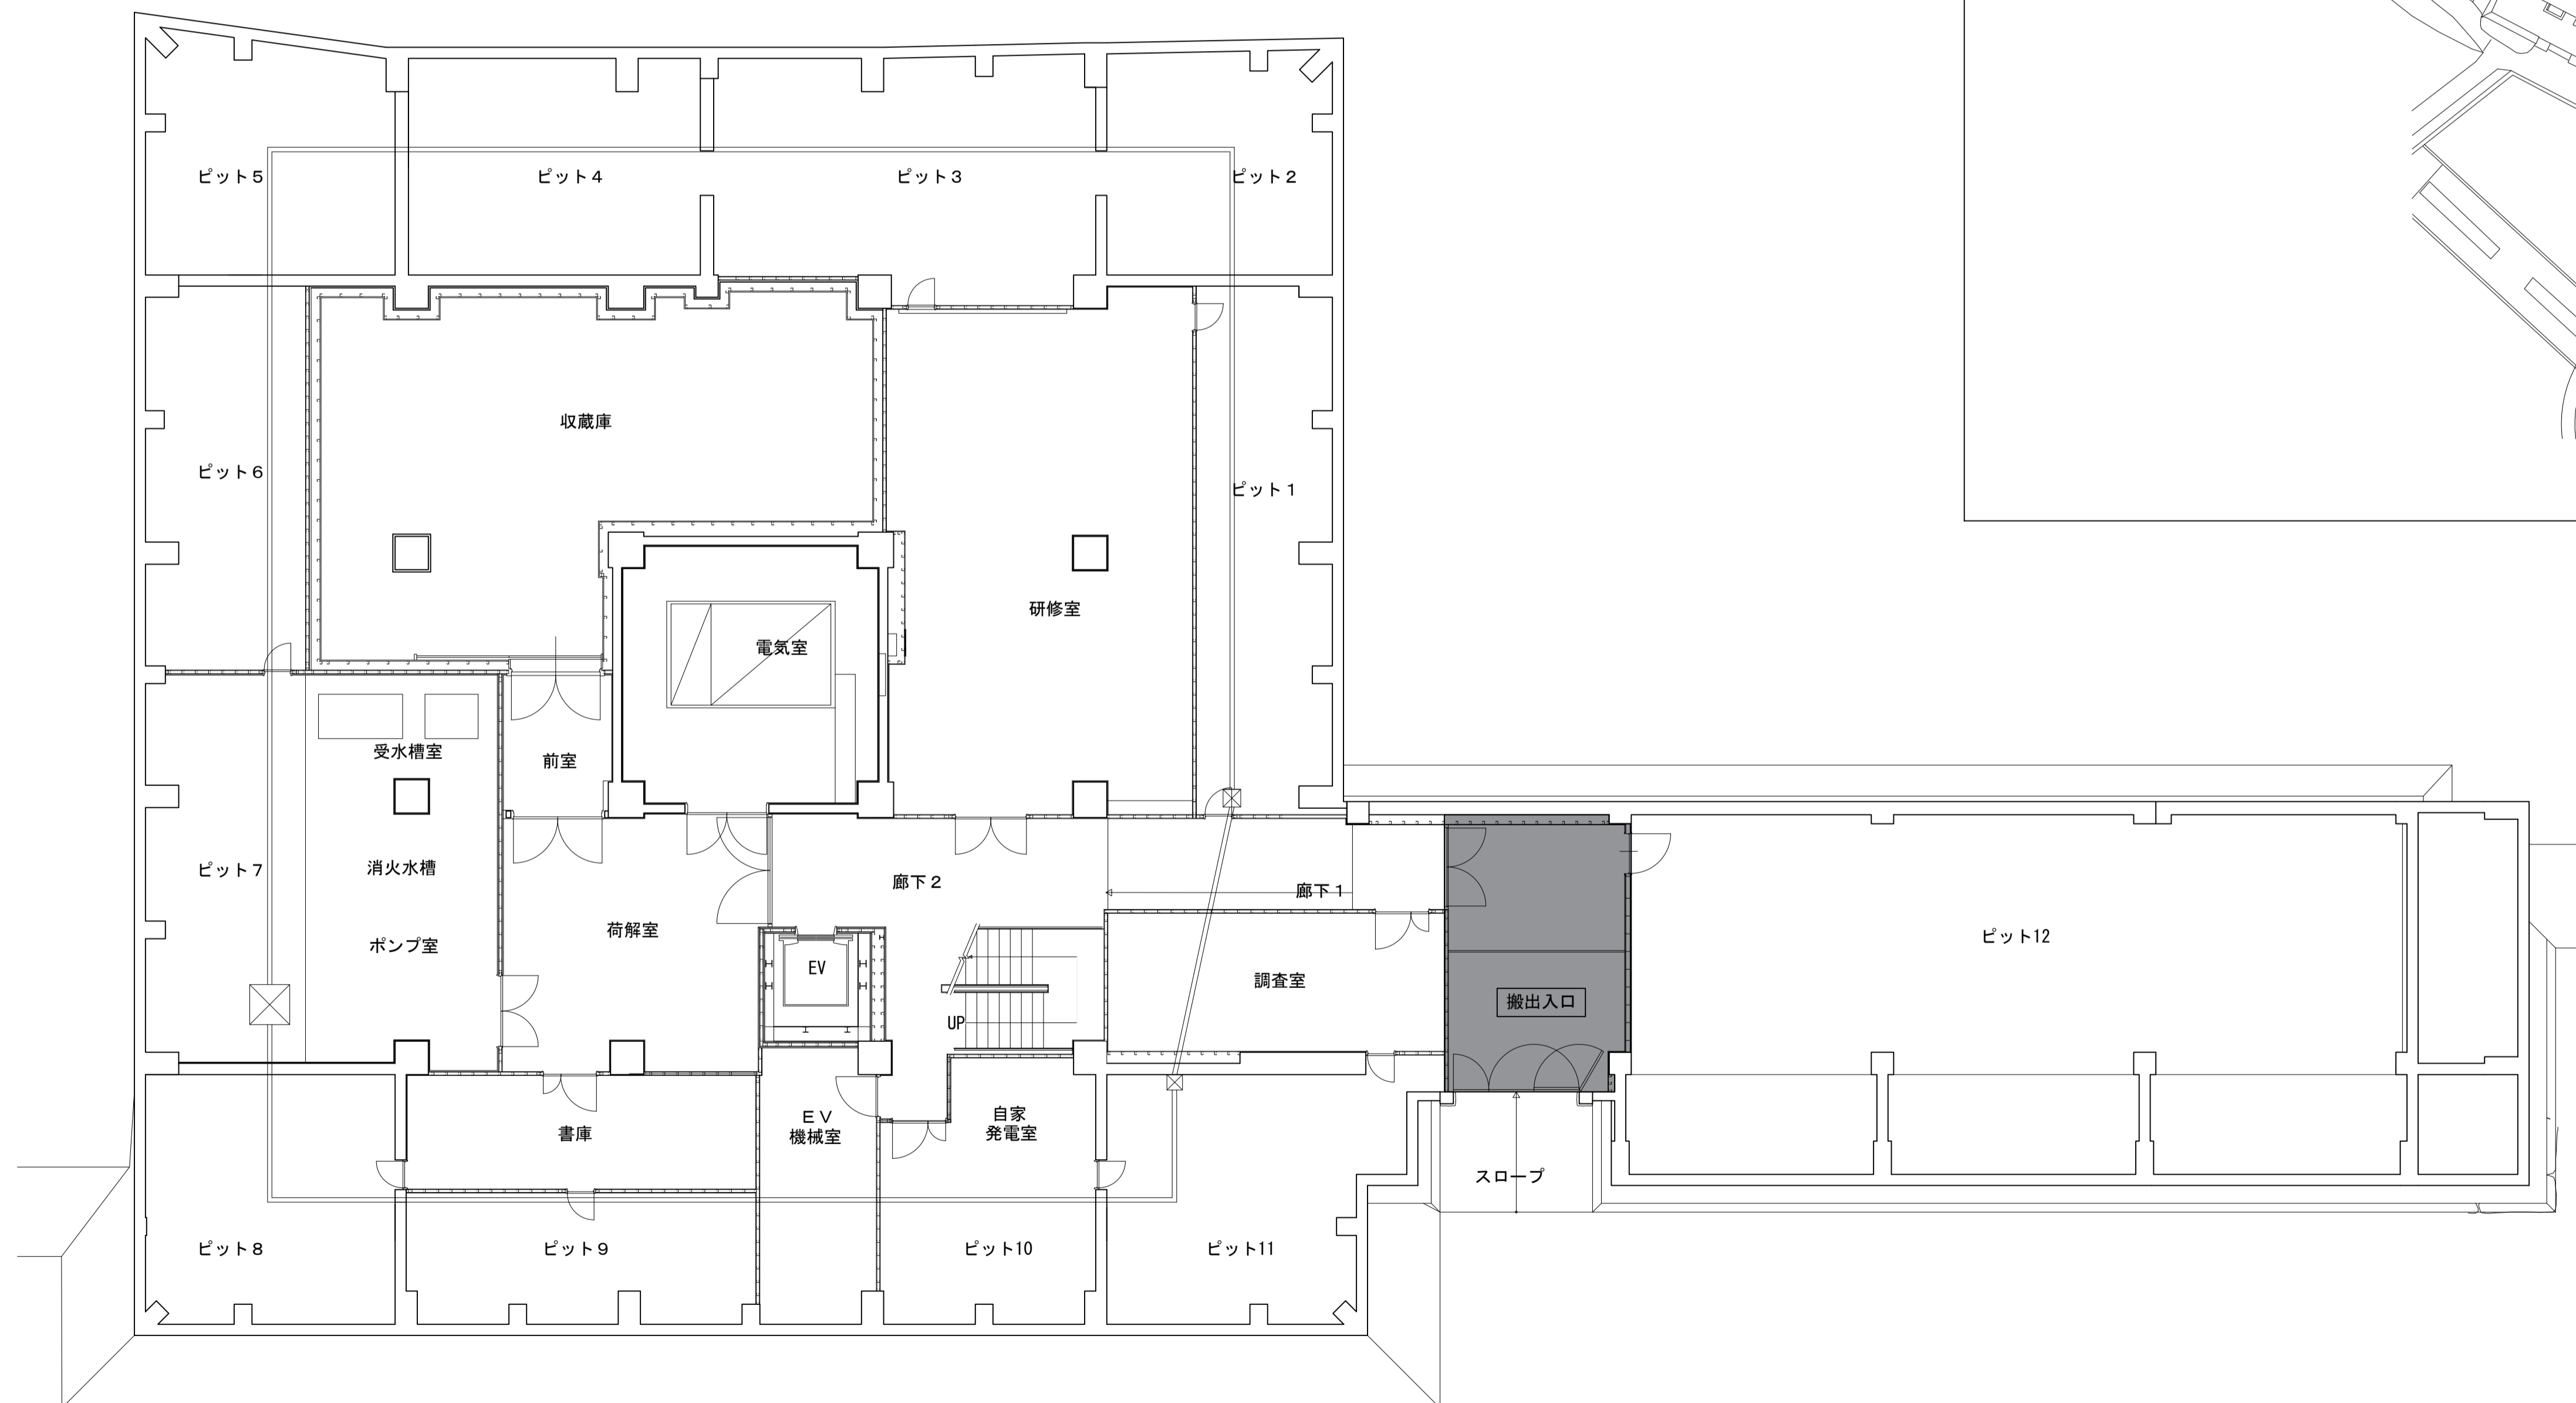 ピット５
ピット４
ピット３
ピット２
収蔵庫
ピット６
ピット１
研修室
電気室
受水槽室
前室
消火水槽
ピット７
廊下２
廊下１
荷解室
ポンプ室
EV
調査室
ピット12
搬出入口
UP
ＥＶ
機械室
自家
発電室
書庫
スロープ
ピット８
ピット９
ピット10
ピット11